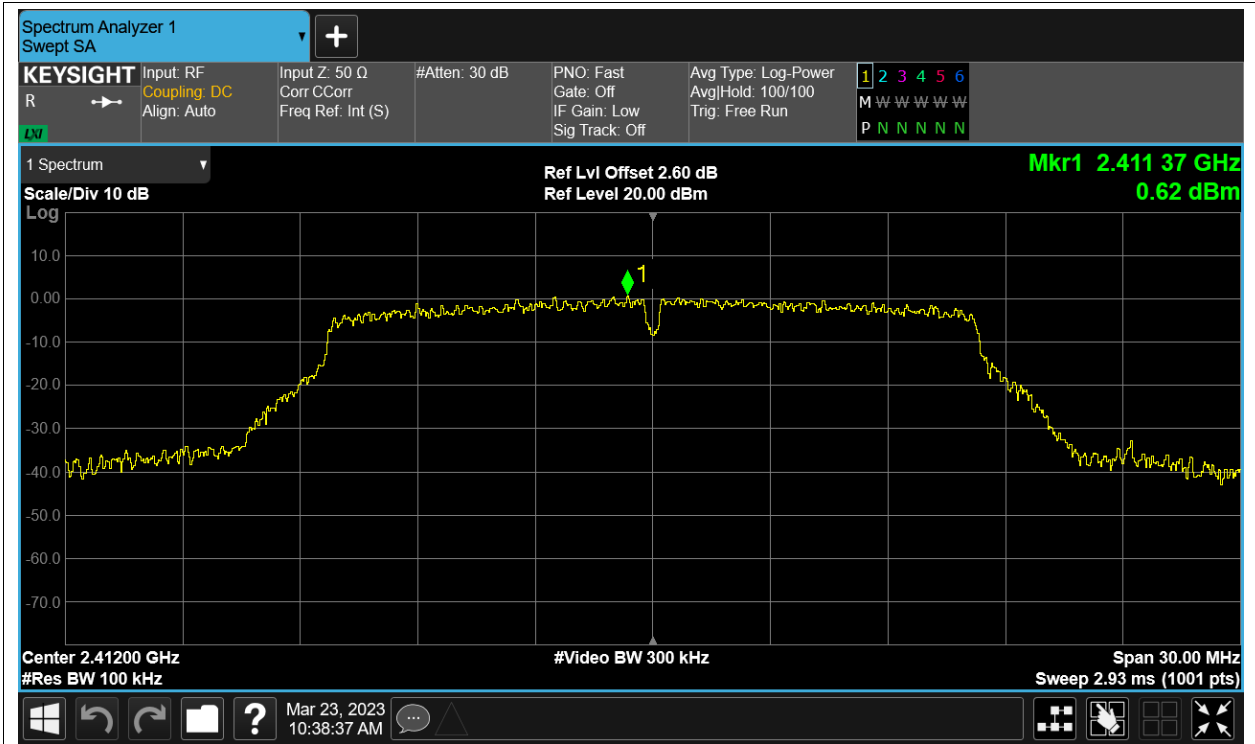 Spectrum Analyzer 1
Swept SA
+
KEYSIGHT
R
LXI
Input: RF
Coupling: DC
Align: Auto
Input Z: 50 Ω
Corr CCorr
Freq Ref: Int (S)
#Atten: 30 dB
PNO: Fast
Gate: Off
IF Gain: Low
Sig Track: Off
Avg Type: Log-Power
Avg|Hold: 100/100
Trig: Free Run
1 2 3 4 5 6
M W W W W W
P N N N N N
1 Spectrum
Scale/Div 10 dB
Log
Ref Lvl Offset 2.60 dB
Ref Level 20.00 dBm
Mkr1 2.411 37 GHz
0.62 dBm
10.0
0.00
-10.0
-20.0
-30.0
-40.0
-50.0
-60.0
-70.0
1
Center 2.41200 GHz
#Res BW 100 kHz
#Video BW 300 kHz
Span 30.00 MHz
Sweep 2.93 ms (1001 pts)
?
Mar 23, 2023
10:38:37 AM